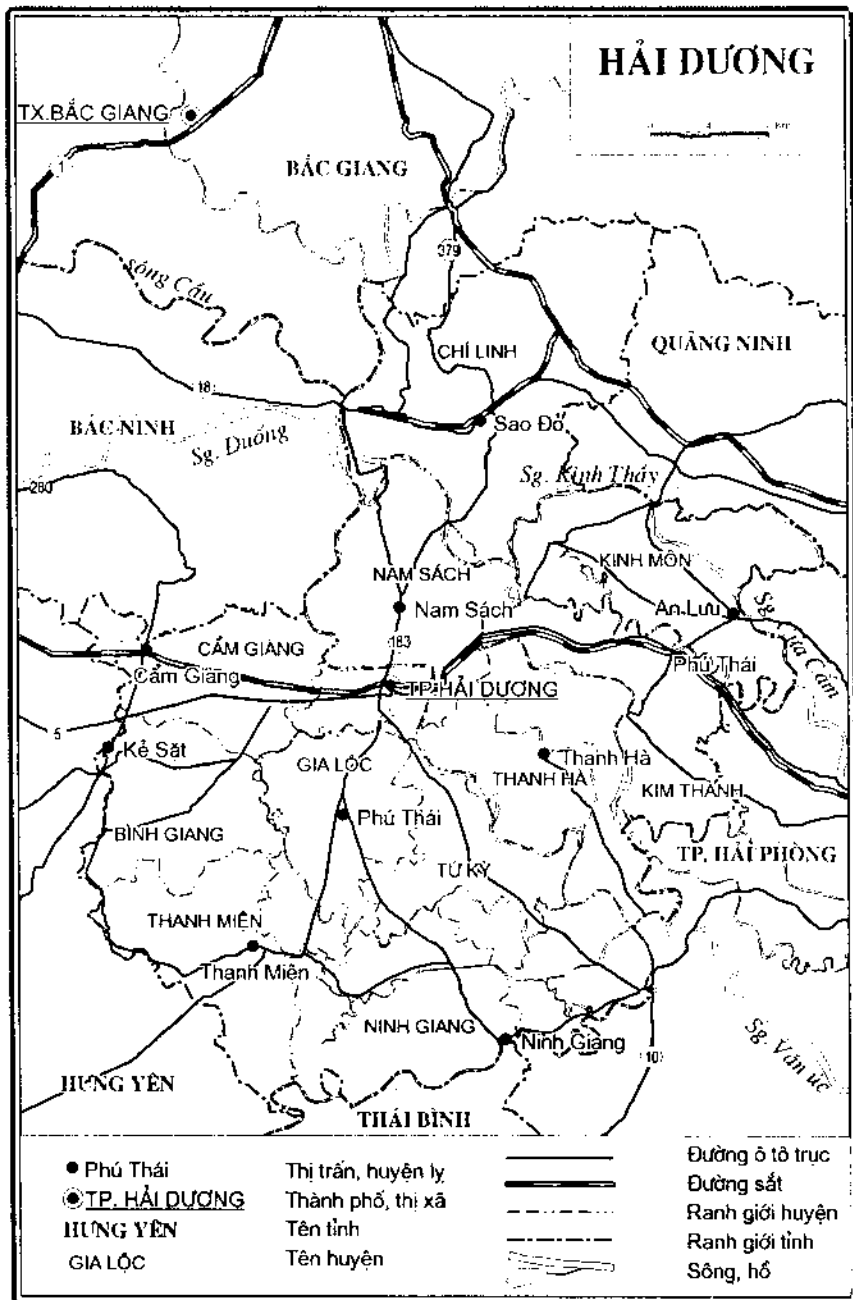 HẢI DƯƠNG
4 Km
TX.BẮC GIANG
1
BẮC GIANG
379
sông Cầu
CHÍ LINH
QUẢNG NINH
18
BẮC NINH
Sg. Đuống
Sao Đỏ
280
Sg. Kinh Thầy
NAM SÁCH
KINH MÔN
Nam Sách
An Lưu
183
CẨM GIÀNG
Cẩm Giàng
Phú Thái
TP. HẢI DƯƠNG
5
Kẻ Sặt
Thanh Hà
GIA LỘC
THANH HÀ
KIM THÀNH
Phú Thái
BÌNH GIANG
TP. HẢI PHÒNG
TỨ KỲ
THANH MIỆN
Thanh Miện
NINH GIANG
Ninh Giang
10
Sg. Văn Úc
HƯNG YÊN
THÁI BÌNH
Phú Thái Thị trấn, huyện lỵ Đường ô tô trục
TP. HẢI DƯƠNG Thành phố, thị xã Đường sắt
HƯNG YÊN Tên tỉnh Ranh giới huyện
GIA LỘC Tên huyện Ranh giới tỉnh
Sông, hồ